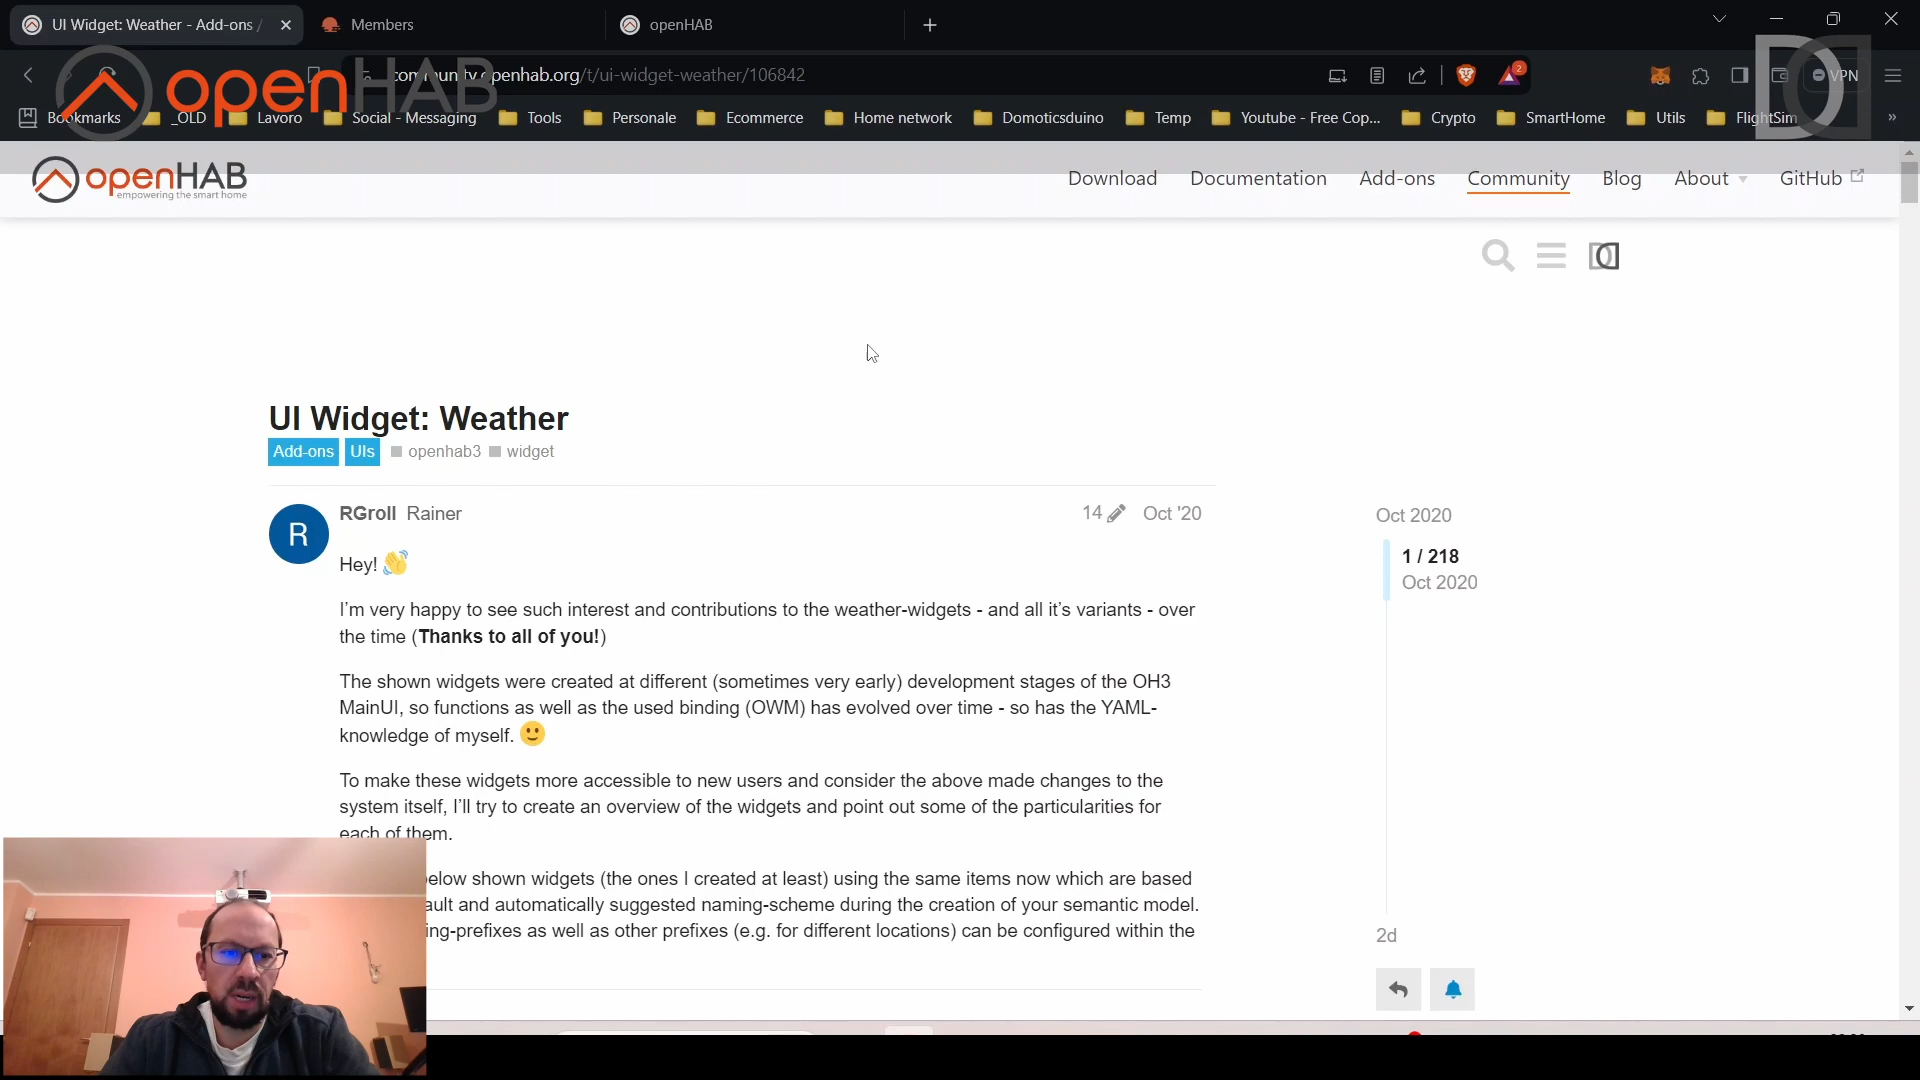 UI Widget: Weather - Add-ons /
Members
openHAB
openHAB
community.openhab.org/t/ui-widget-weather/106842
2
VPN
Bookmarks
_OLD
Lavoro
Social - Messaging
Tools
Personale
Ecommerce
Home network
Domoticsduino
Temp
Youtube - Free Cop...
Crypto
SmartHome
Utils
FlightSim
»
openHAB
empowering the smart home
Download
Documentation
Add-ons
Community
Blog
About
GitHub
UI Widget: Weather
Add-ons
UIs
openhab3
widget
R
RGroll Rainer
14
Oct '20
Hey! 👋
I'm very happy to see such interest and contributions to the weather-widgets - and all it's variants - over
the time (Thanks to all of you!)
The shown widgets were created at different (sometimes very early) development stages of the OH3
MainUI, so functions as well as the used binding (OWM) has evolved over time - so has the YAML-
knowledge of myself. 🙂
To make these widgets more accessible to new users and consider the above made changes to the
system itself, I'll try to create an overview of the widgets and point out some of the particularities for
each of them.
elow shown widgets (the ones I created at least) using the same items now which are based
ault and automatically suggested naming-scheme during the creation of your semantic model.
ing-prefixes as well as other prefixes (e.g. for different locations) can be configured within the
Oct 2020
1 / 218
Oct 2020
2d